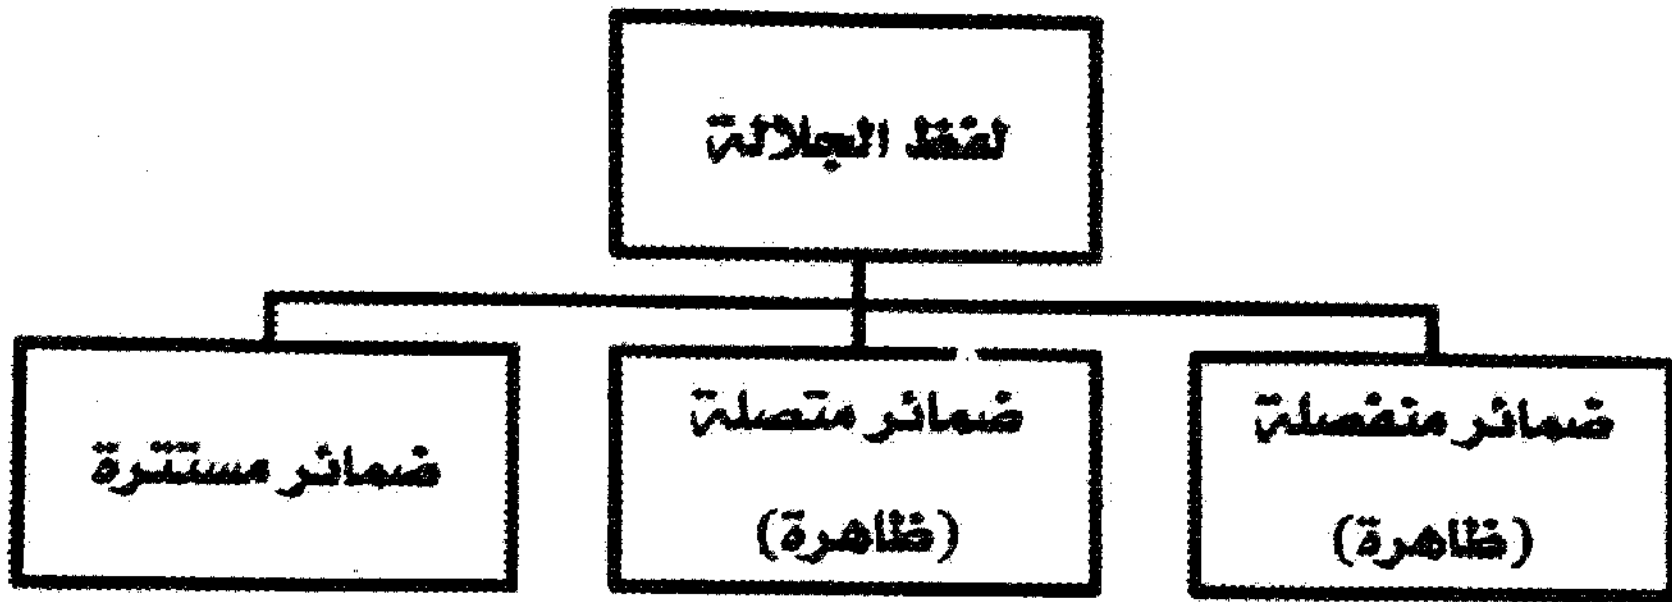 لفظ الجلالة
ضمائر منفصلة
(ظاهرة)
ضمائر متصلة
(ظاهرة)
ضمائر مستترة